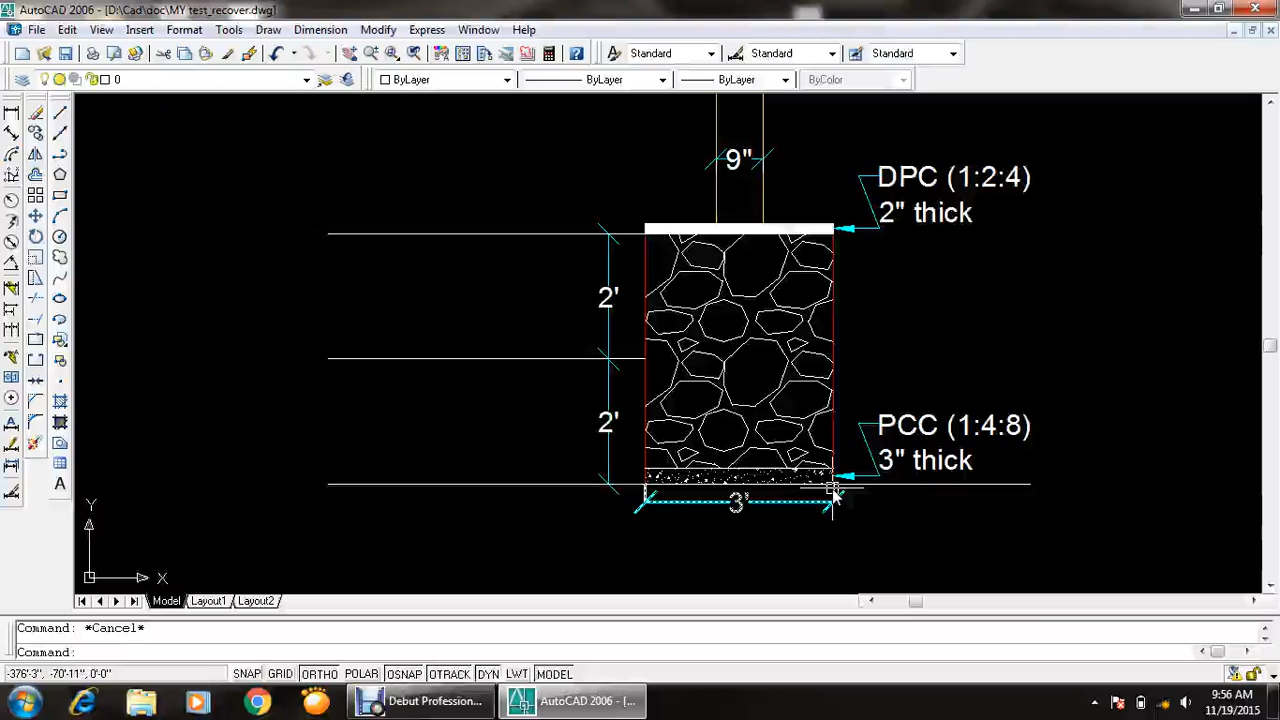 AutoCAD 2006 - [D:\Cad\doc\MY test_recover.dwg]
File Edit View Insert Format Tools Draw Dimension Modify Express Window Help
Standard Standard Standard
0 ByLayer ByLayer ByLayer ByColor
9"
DPC (1:2:4)
2" thick
2'
2'
PCC (1:4:8)
3" thick
3'
Y
X
Model Layout1 Layout2
Command: *Cancel*
Command:
-376'-3", -70'-11", 0'-0" SNAP GRID ORTHO POLAR OSNAP OTRACK DYN LWT MODEL
Debut Profession... AutoCAD 2006 - [...
9:56 AM
11/19/2015